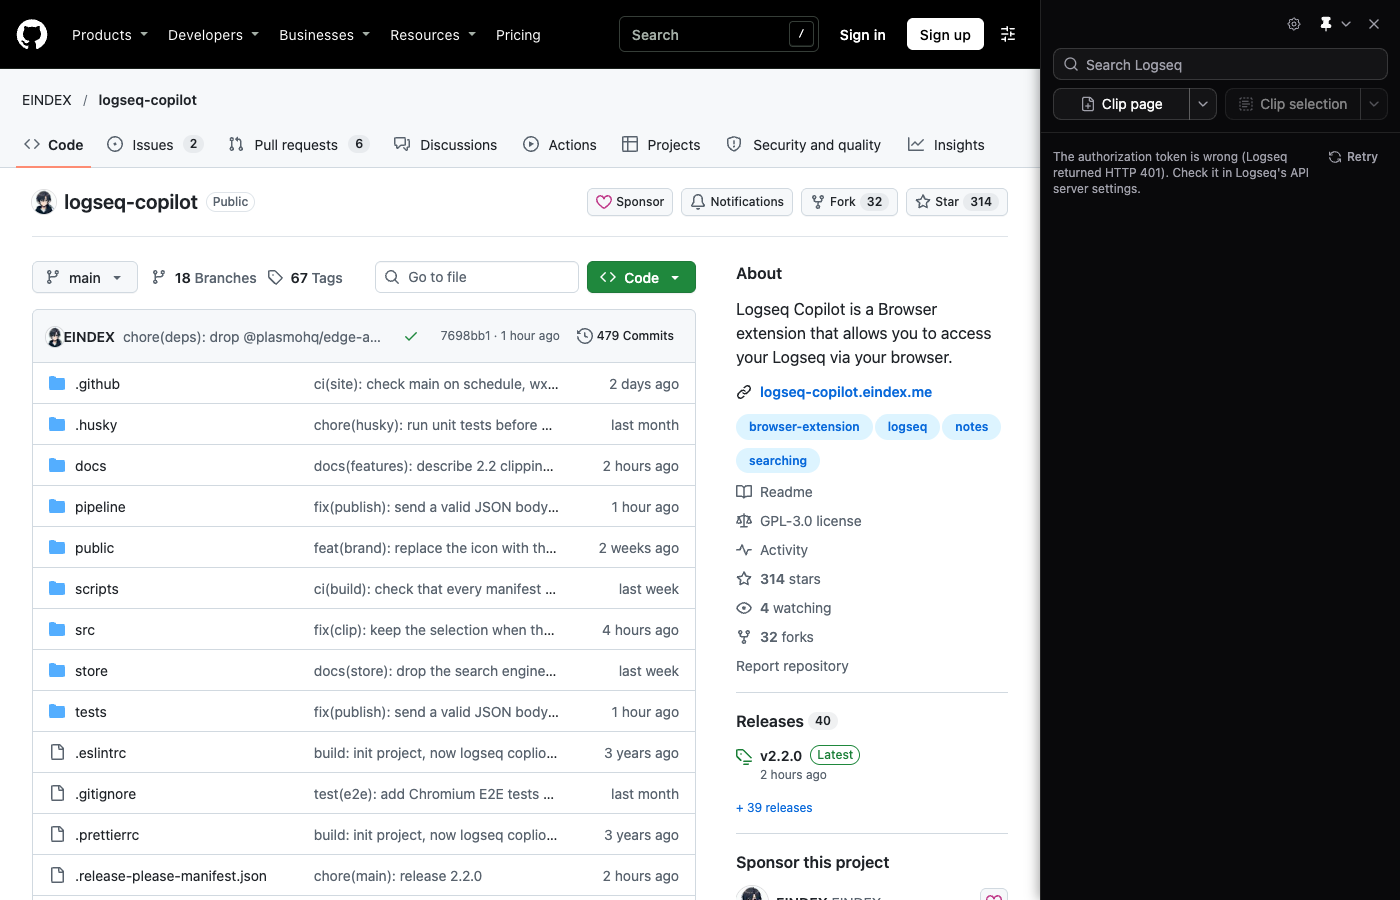 Products
Developers
Businesses
Resources
Pricing
Search /
Sign in
Sign up
EINDEX / logseq-copilot
Code
Issues 2
Pull requests 6
Discussions
Actions
Projects
Security and quality
Insights
logseq-copilot Public
Sponsor
Notifications
Fork 32
Star 314
main
18 Branches
67 Tags
Go to file
Code
EINDEX chore(deps): drop @plasmohq/edge-a... 7698bb1 · 1 hour ago 479 Commits
.github ci(site): check main on schedule, wx... 2 days ago
.husky chore(husky): run unit tests before ... last month
docs docs(features): describe 2.2 clippin... 2 hours ago
pipeline fix(publish): send a valid JSON body... 1 hour ago
public feat(brand): replace the icon with th... 2 weeks ago
scripts ci(build): check that every manifest ... last week
src fix(clip): keep the selection when th... 4 hours ago
store docs(store): drop the search engine... last week
tests fix(publish): send a valid JSON body... 1 hour ago
.eslintrc build: init project, now logseq coplio... 3 years ago
.gitignore test(e2e): add Chromium E2E tests ... last month
.prettierrc build: init project, now logseq coplio... 3 years ago
.release-please-manifest.json chore(main): release 2.2.0 2 hours ago
About
Logseq Copilot is a Browser
extension that allows you to access
your Logseq via your browser.
logseq-copilot.eindex.me
browser-extension logseq notes
searching
Readme
GPL-3.0 license
Activity
314 stars
4 watching
32 forks
Report repository
Releases 40
v2.2.0 Latest
2 hours ago
+ 39 releases
Sponsor this project
EINDEX EINDEX
Search Logseq
Clip page
Clip selection
The authorization token is wrong (Logseq
returned HTTP 401). Check it in Logseq's API
server settings.
Retry